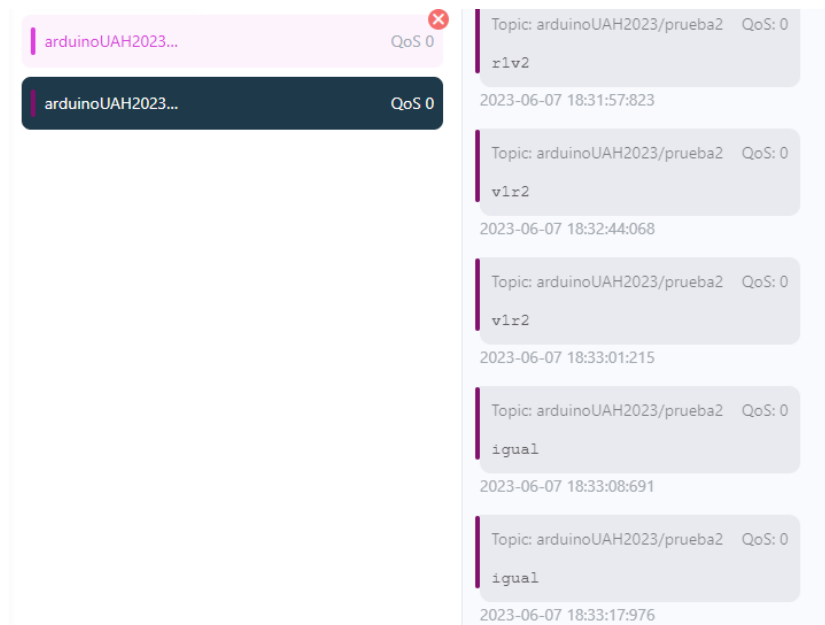 arduinoUAH2023... QoS 0
arduinoUAH2023... QoS 0
Topic: arduinoUAH2023/prueba2 QoS: 0
r1v2
2023-06-07 18:31:57:823
Topic: arduinoUAH2023/prueba2 QoS: 0
v1r2
2023-06-07 18:32:44:068
Topic: arduinoUAH2023/prueba2 QoS: 0
v1r2
2023-06-07 18:33:01:215
Topic: arduinoUAH2023/prueba2 QoS: 0
igual
2023-06-07 18:33:08:691
Topic: arduinoUAH2023/prueba2 QoS: 0
igual
2023-06-07 18:33:17:976